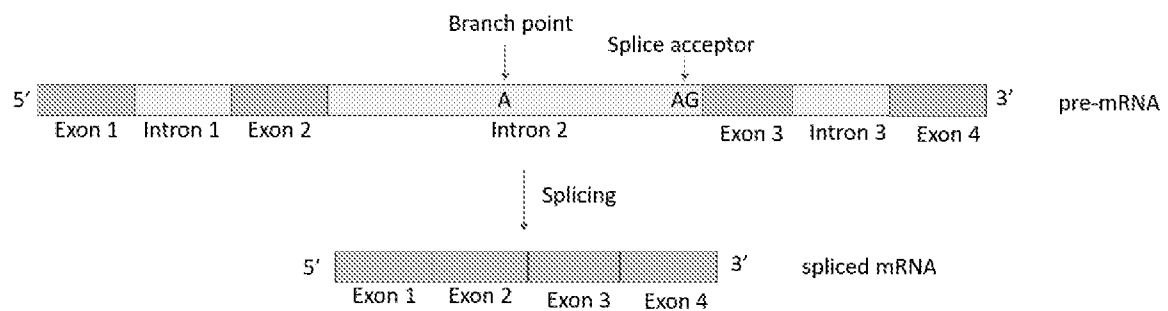 Branch point
Splice acceptor
5′ A AG 3′ pre-mRNA
Exon 1 Intron 1 Exon 2 Intron 2 Exon 3 Intron 3 Exon 4
Splicing
5′ 3′ spliced mRNA
Exon 1 Exon 2 Exon 3 Exon 4